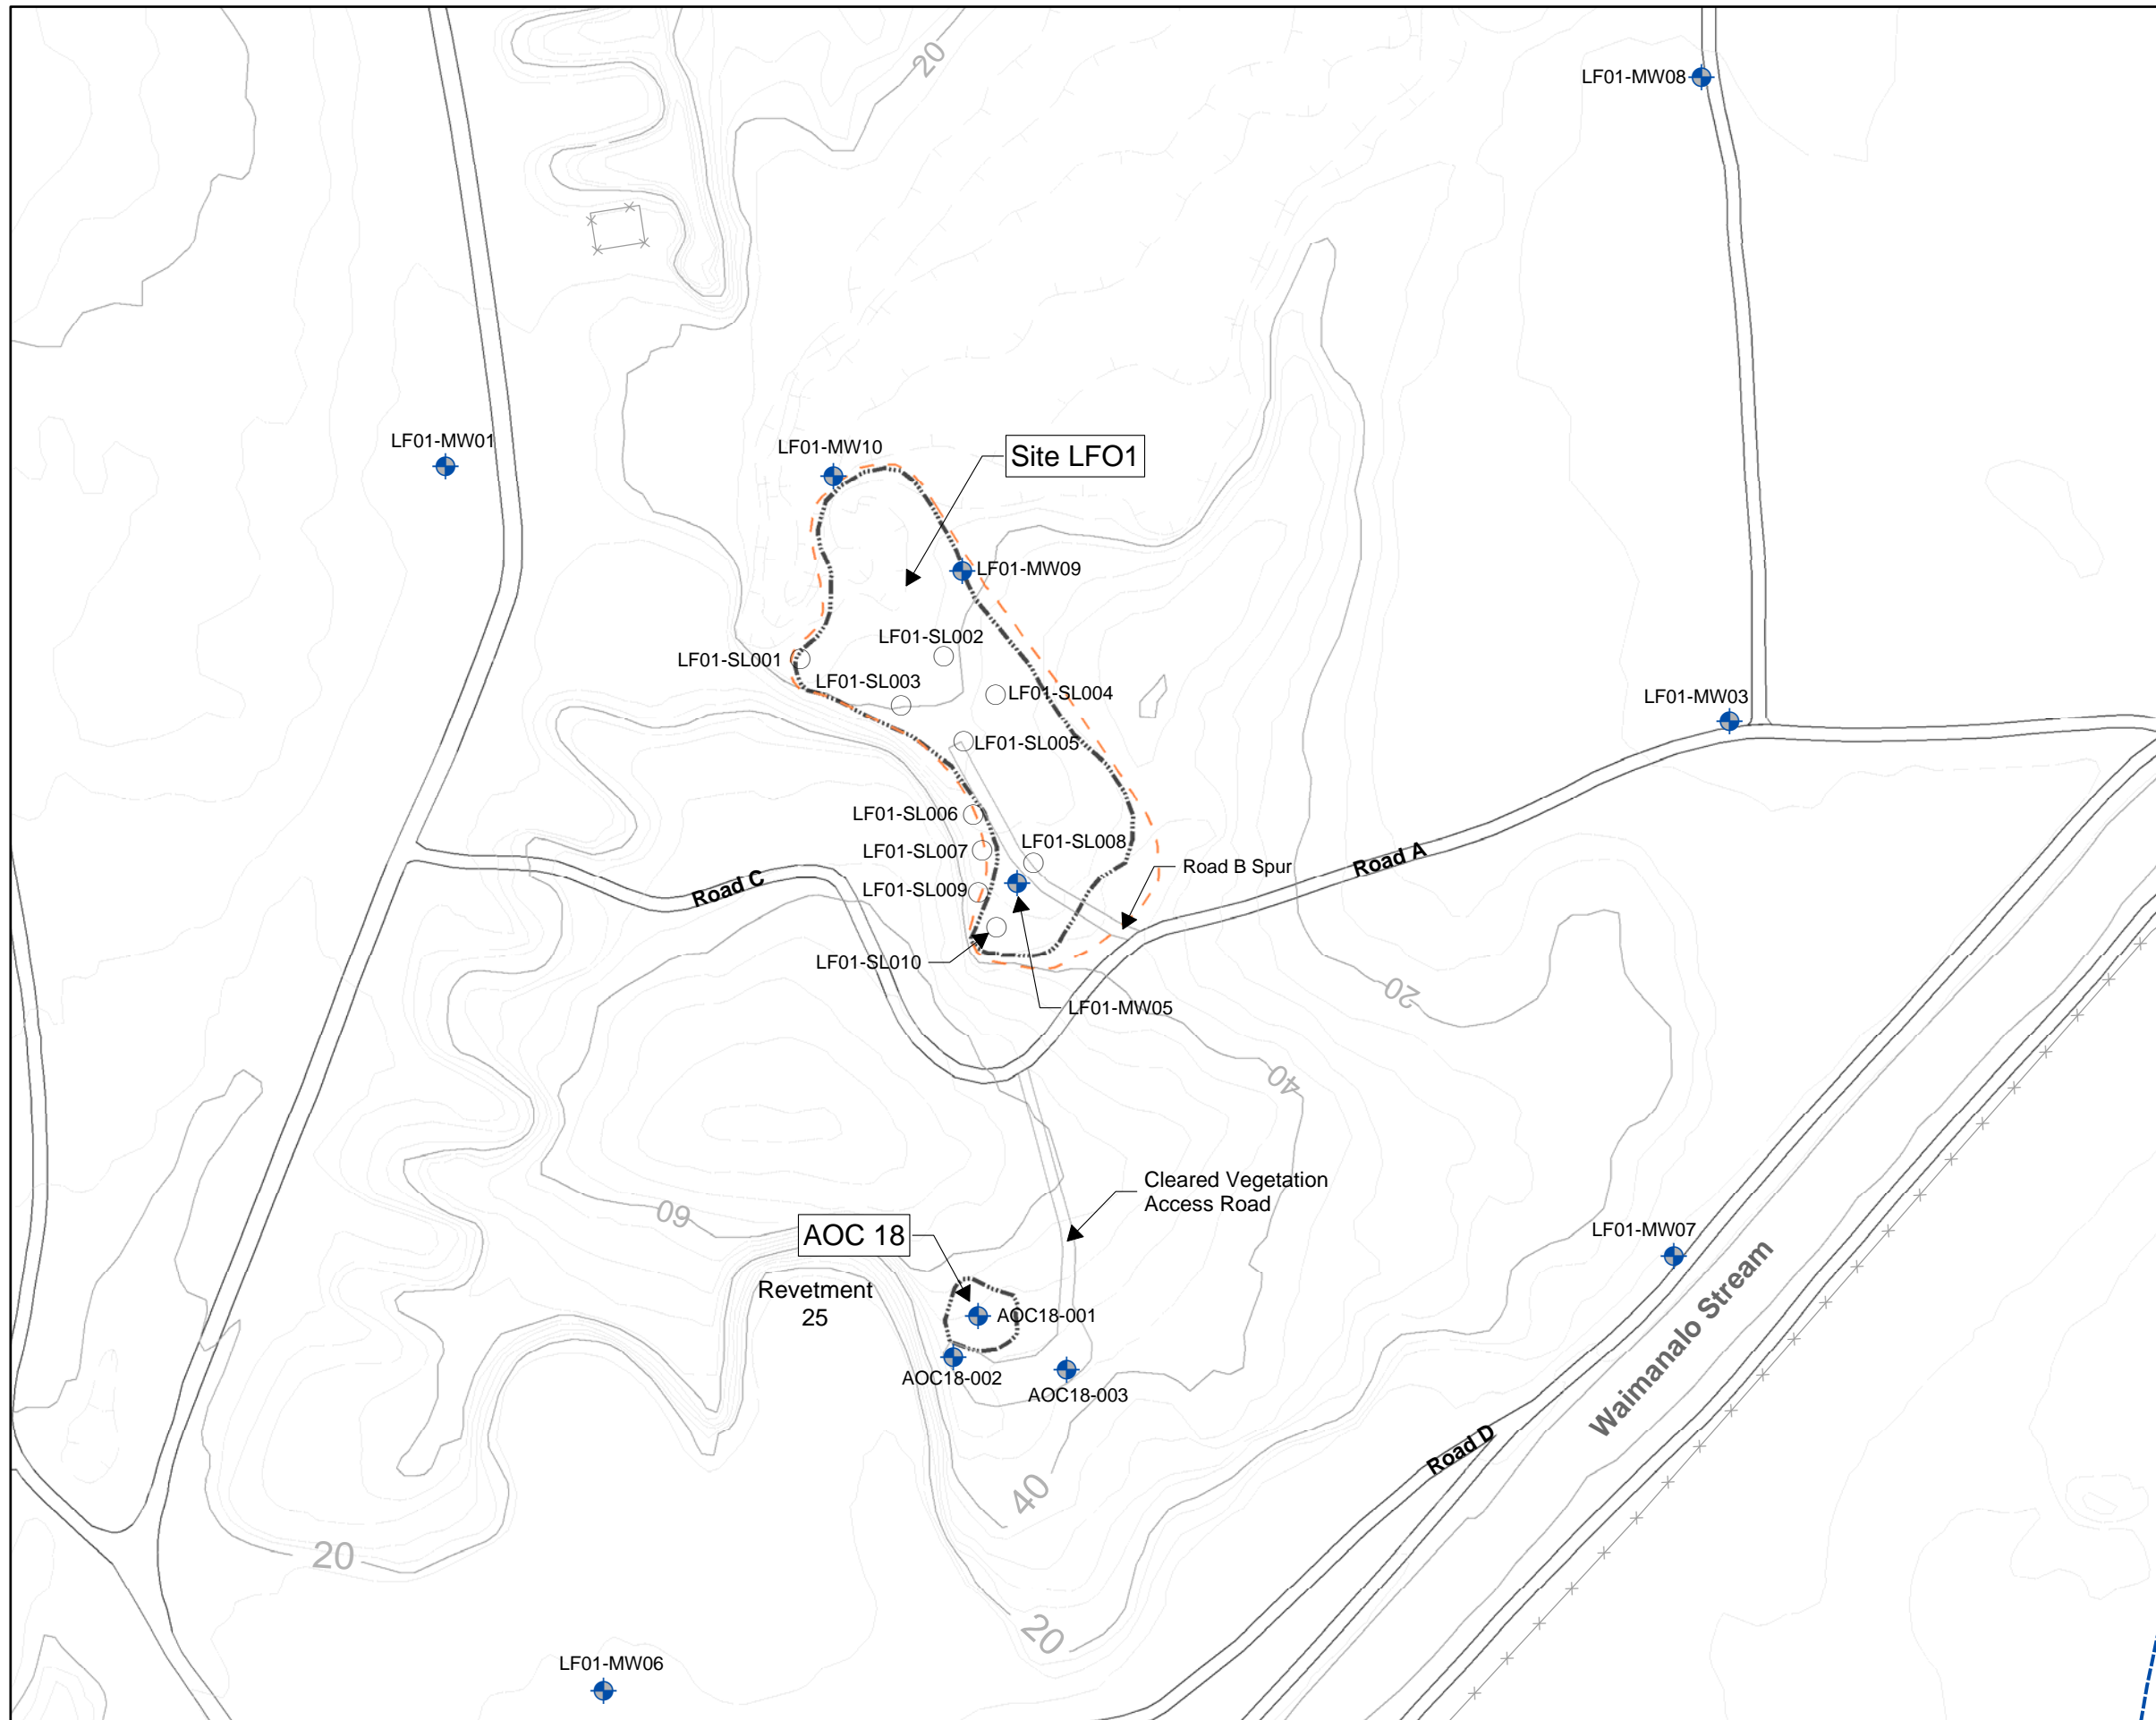 20
LF01-MW08
LF01-MW01
LF01-MW10
Site LFO1
LF01-MW09
LF01-SL002
LF01-SL001
LF01-SL003
LF01-SL004
LF01-MW03
LF01-SL005
LF01-SL006
LF01-SL007
LF01-SL008
Road B Spur
Road A
Road C
LF01-SL009
LF01-SL010
20
LF01-MW05
40
Cleared Vegetation
Access Road
60
AOC 18
LF01-MW07
Revetment
25
AOC18-001
Waimanalo Stream
AOC18-002
AOC18-003
Road D
40
20
20
LF01-MW06